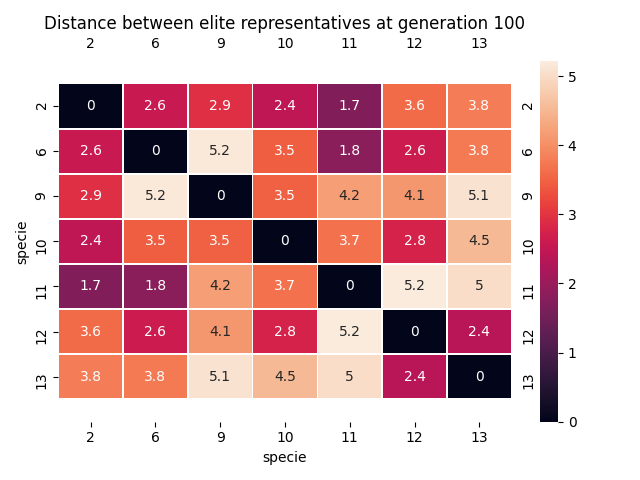 Distance between elite representatives at generation 100
2 6 9 10 11 12 13
2 0 2.6 2.9 2.4 1.7 3.6 3.8 2
6 2.6 0 5.2 3.5 1.8 2.6 3.8 6
9 2.9 5.2 0 3.5 4.2 4.1 5.1 9
10 2.4 3.5 3.5 0 3.7 2.8 4.5 10
11 1.7 1.8 4.2 3.7 0 5.2 5 11
12 3.6 2.6 4.1 2.8 5.2 0 2.4 12
13 3.8 3.8 5.1 4.5 5 2.4 0 13
2 6 9 10 11 12 13
specie
specie
5
4
3
2
1
0